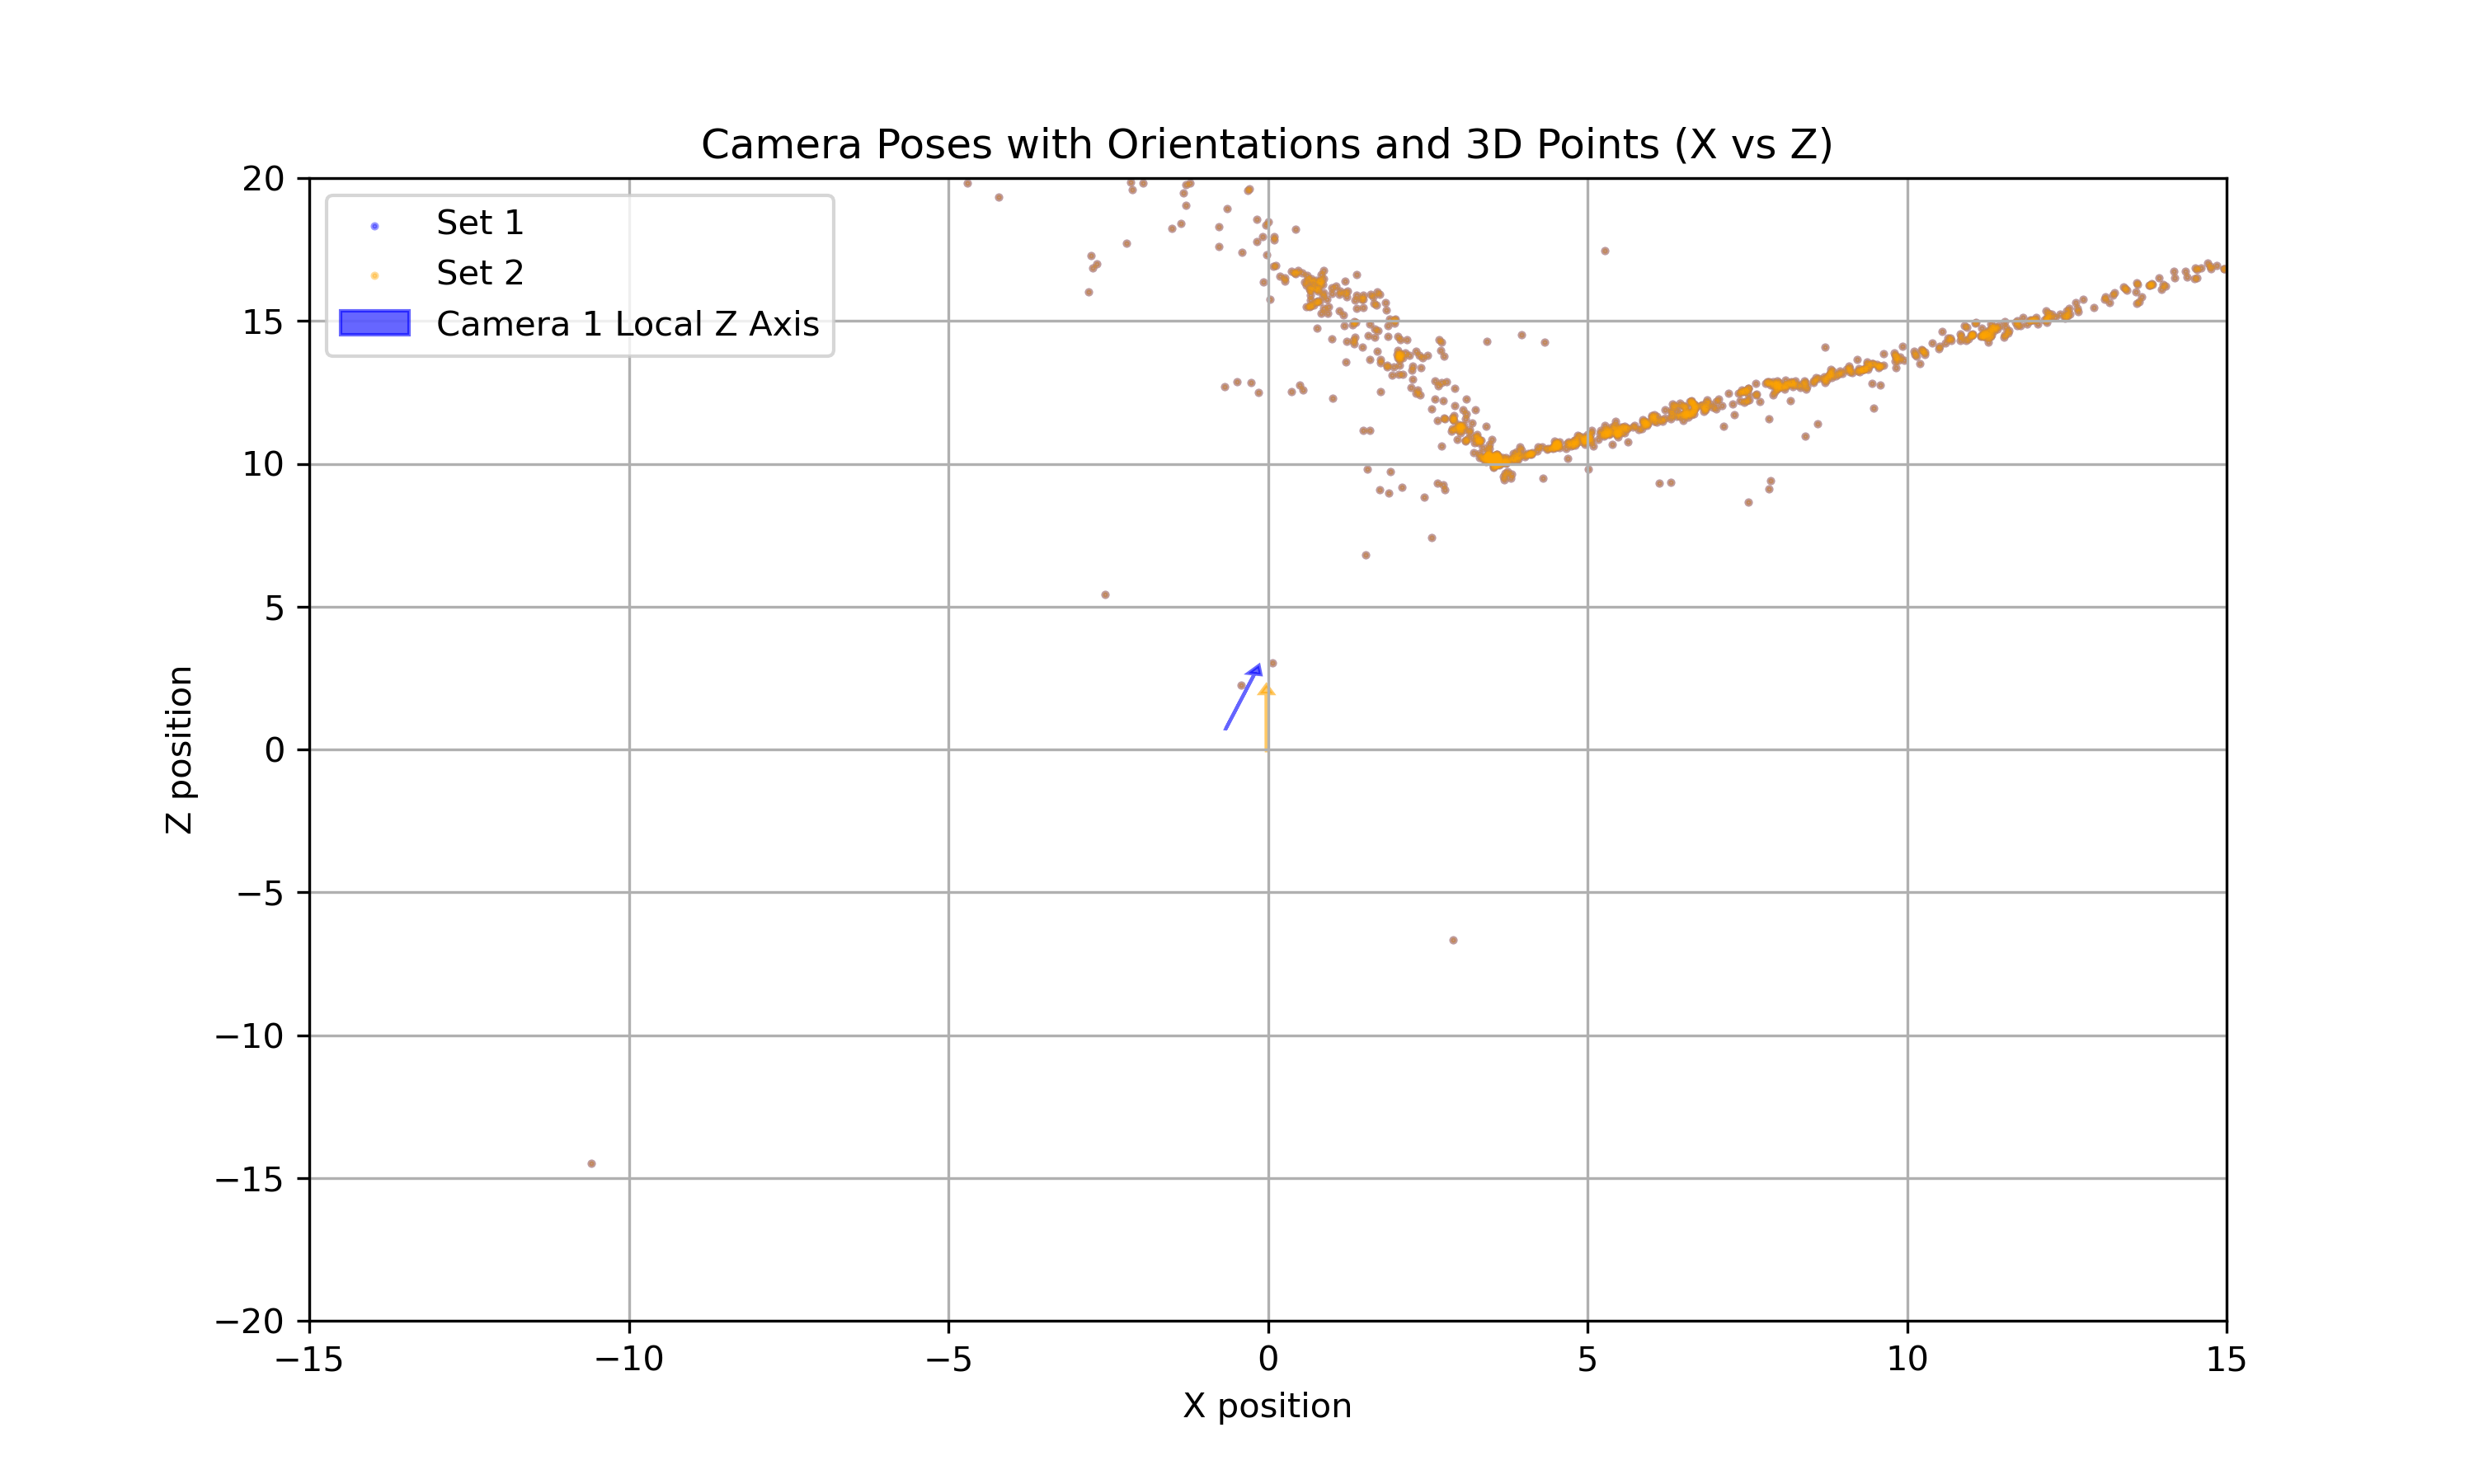 Camera Poses with Orientations and 3D Points (X vs Z)
Set 1
Set 2
Camera 1 Local Z Axis
20
15
10
5
0
−5
−10
−15
−20
Z position
−15
−10
−5
0
5
10
15
X position